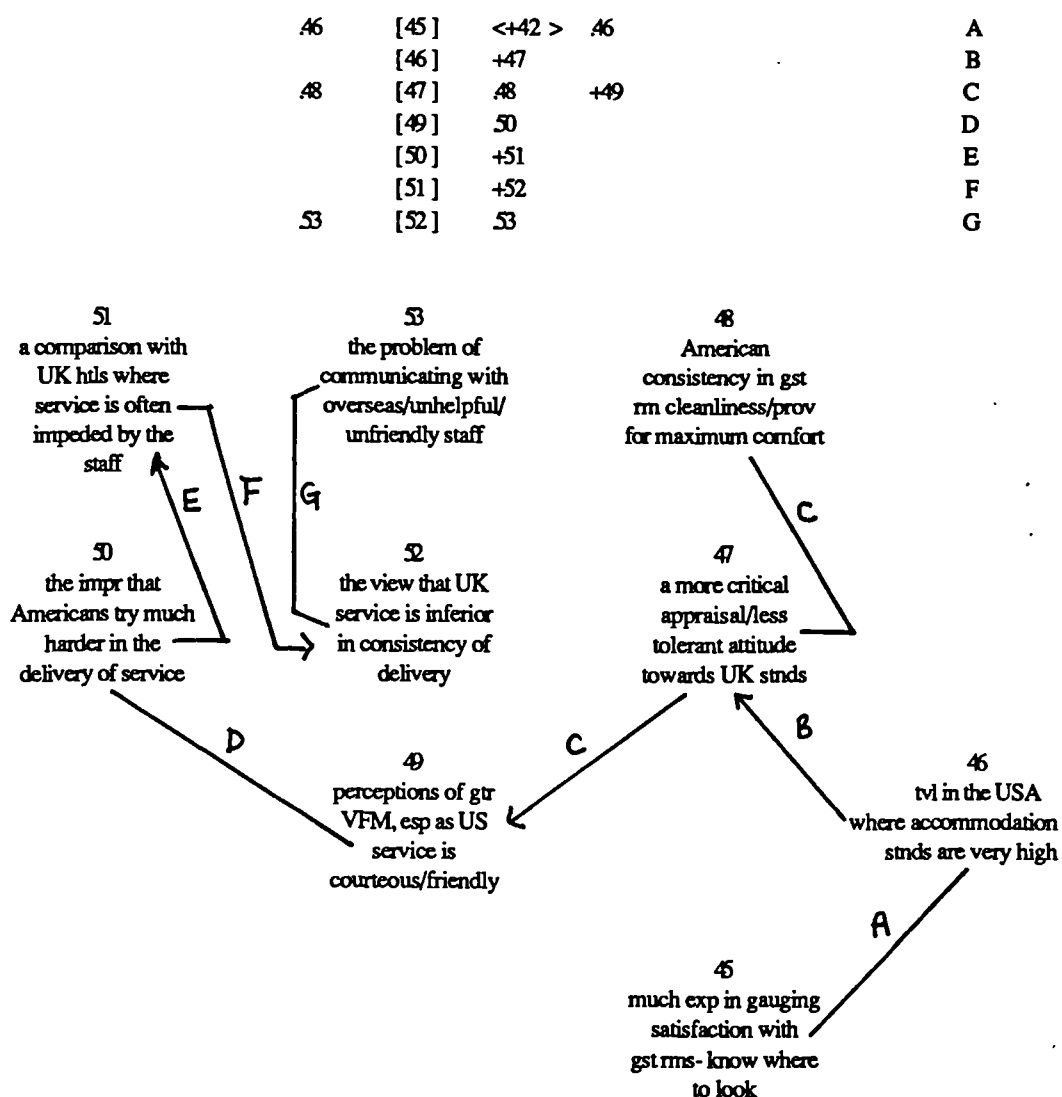 .46 [45] <+42 > .46 A
[46] +47 B
.48 [47] .48 +49 C
[49] .50 D
[50] +51 E
[51] +52 F
.53 [52] .53 G
51
a comparison with
UK htls where
service is often
impeded by the
staff
53
the problem of
communicating with
overseas/unhelpful/
unfriendly staff
48
American
consistency in gst
rm cleanliness/prov
for maximum comfort
E
F
G
C
50
the impr that
Americans try much
harder in the
delivery of service
52
the view that UK
service is inferior
in consistency of
delivery
47
a more critical
appraisal/less
tolerant attitude
towards UK stnds
D
C
B
49
perceptions of gtr
VFM, esp as US
service is
courteous/friendly
46
tvl in the USA
where accommodation
stnds are very high
A
45
much exp in gauging
satisfaction with
gst rms- know where
to look